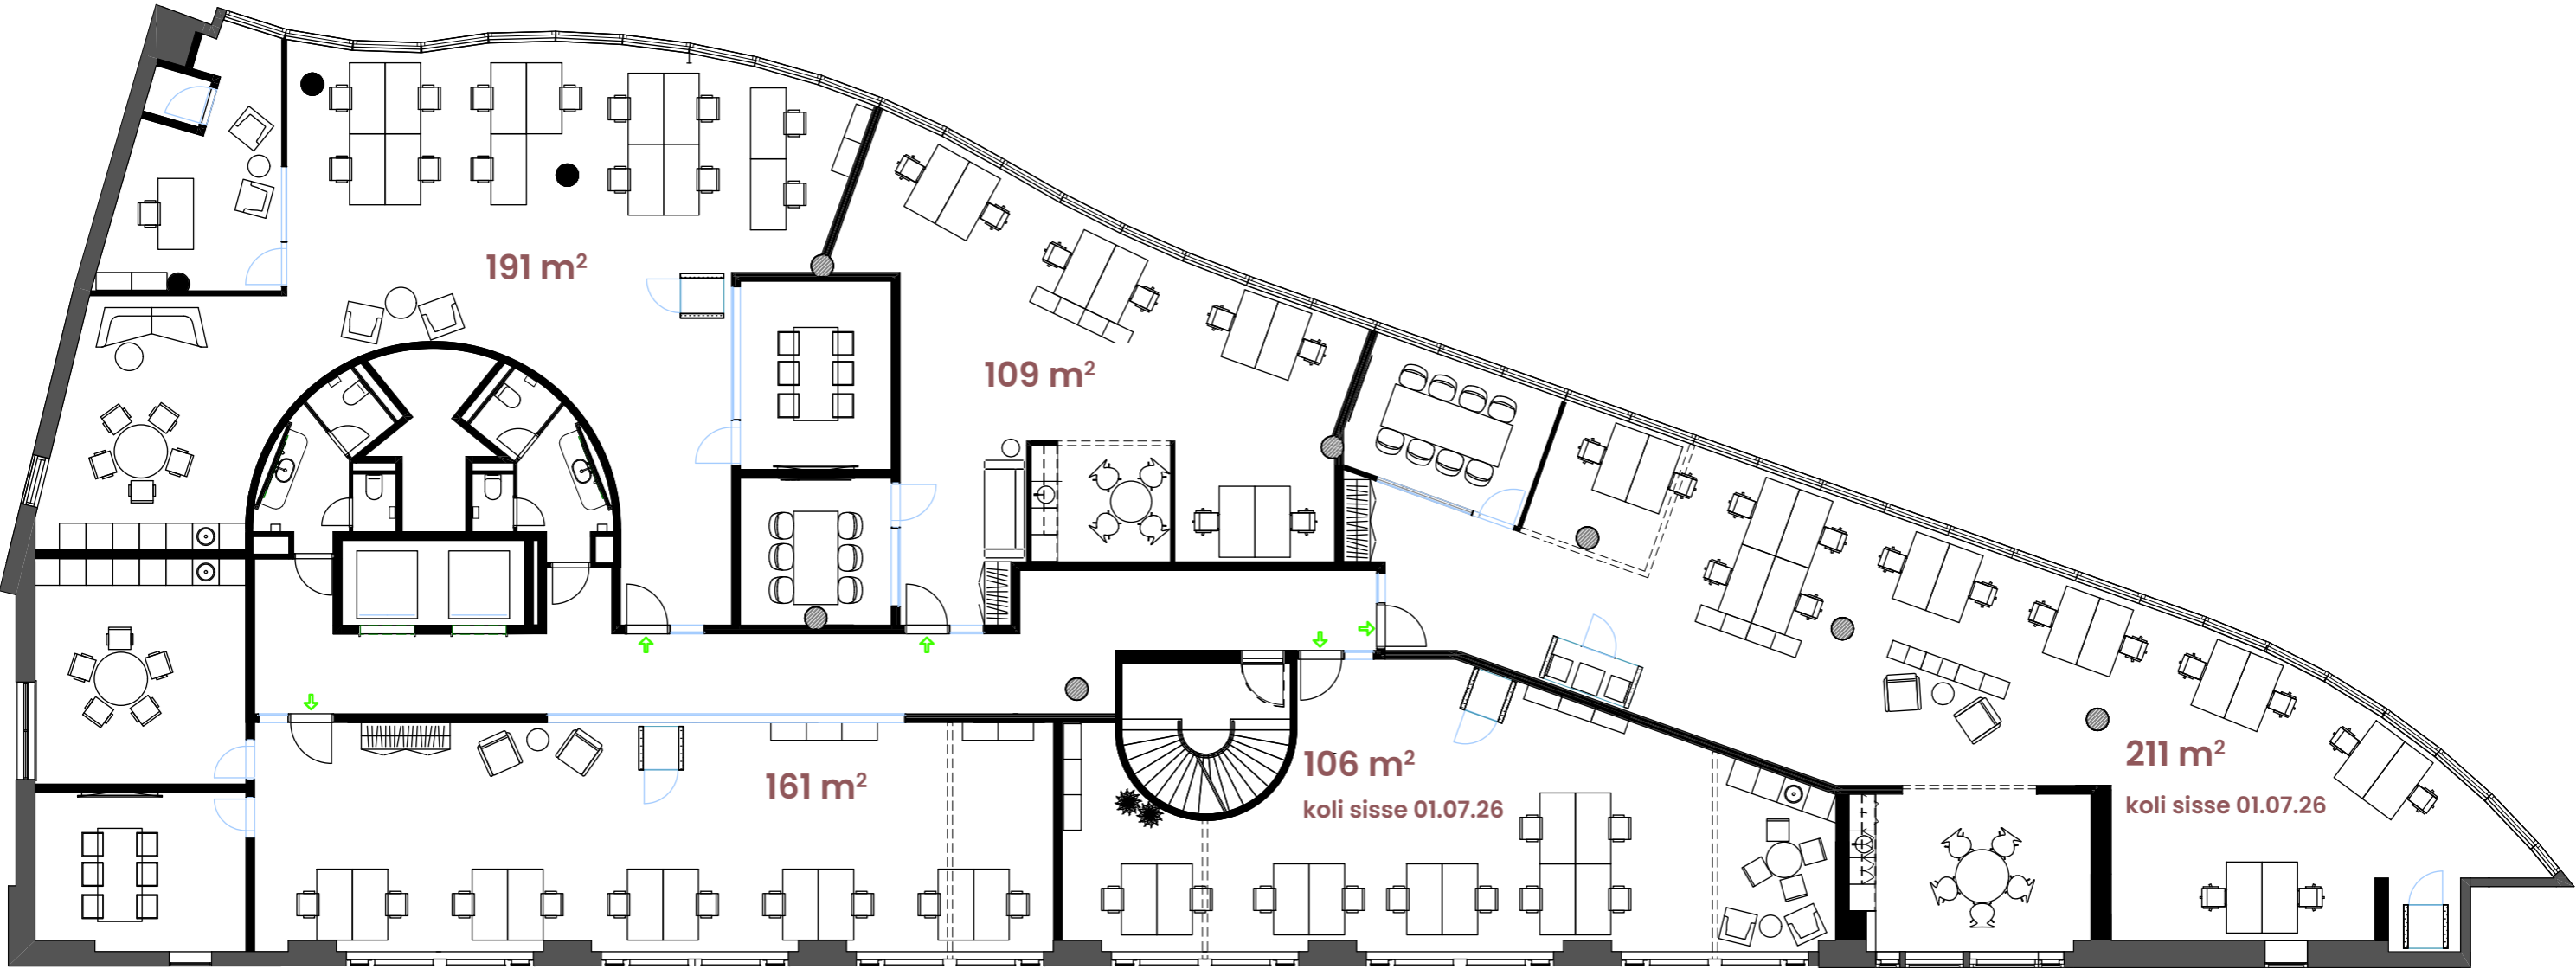 191 m²
109 m²
161 m²
106 m²
koli sisse 01.07.26
211 m²
koli sisse 01.07.26